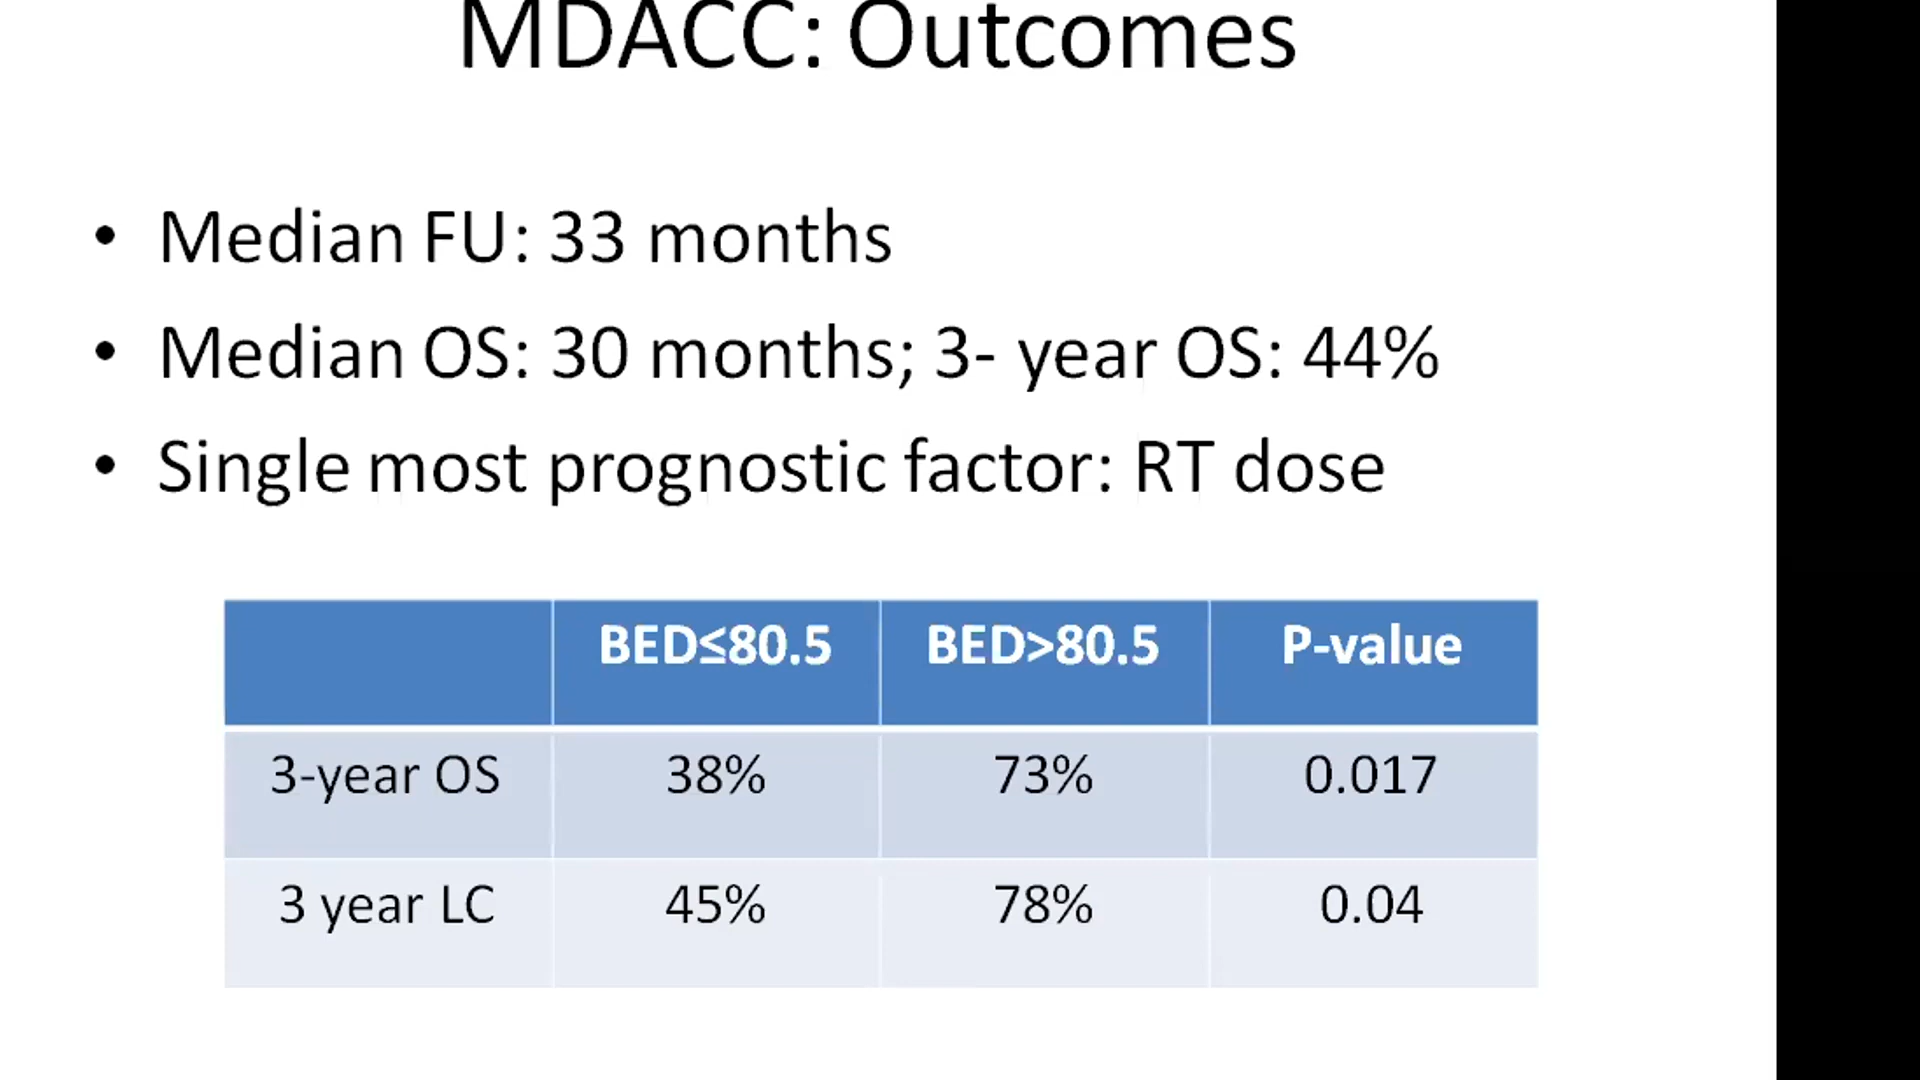 MDACC: Outcomes
• Median FU: 33 months
• Median OS: 30 months; 3- year OS: 44%
• Single most prognostic factor: RT dose
BED≤80.5 BED>80.5 P-value
3-year OS 38% 73% 0.017
3 year LC 45% 78% 0.04